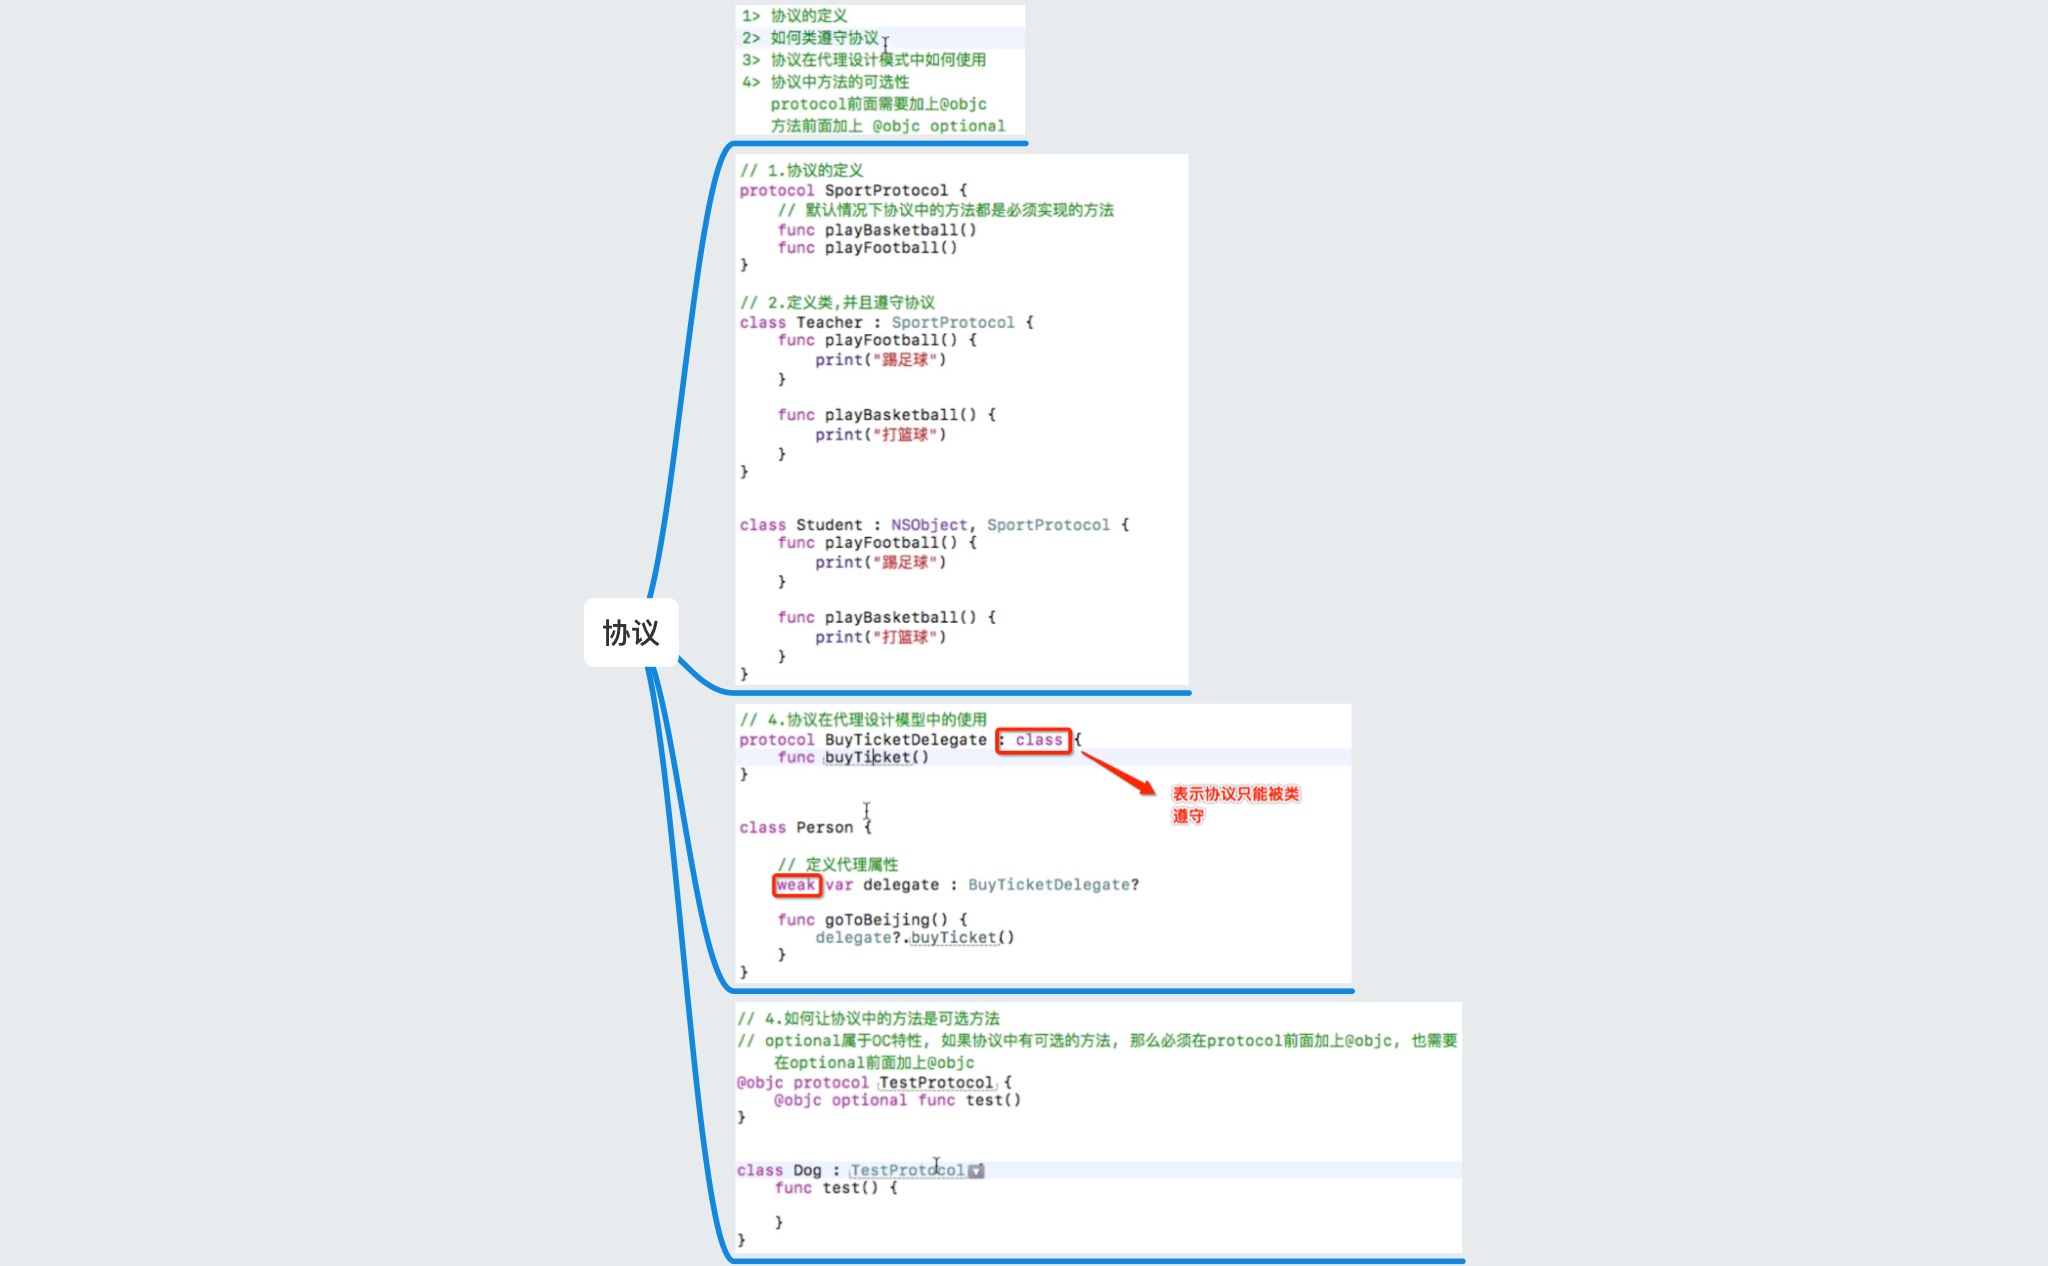 1> 协议的定义
2> 如何类遵守协议
3> 协议在代理设计模式中如何使用
4> 协议中方法的可选性
protocol前面需要加上@objc
方法前面加上 @objc optional
// 1.协议的定义
protocol SportProtocol {
// 默认情况下协议中的方法都是必须实现的方法
func playBasketball()
func playFootball()
}
// 2.定义类,并且遵守协议
class Teacher : SportProtocol {
func playFootball() {
print("踢足球")
}
func playBasketball() {
print("打篮球")
}
}
class Student : NSObject, SportProtocol {
func playFootball() {
print("踢足球")
}
func playBasketball() {
print("打篮球")
}
}
协议
// 4.协议在代理设计模型中的使用
protocol BuyTicketDelegate : class {
func buyTicket()
}
表示协议只能被类
遵守
class Person {
// 定义代理属性
weak var delegate : BuyTicketDelegate?
func goToBeijing() {
delegate?.buyTicket()
}
}
// 4.如何让协议中的方法是可选方法
// optional属于OC特性, 如果协议中有可选的方法, 那么必须在protocol前面加上@objc, 也需要
在optional前面加上@objc
@objc protocol TestProtocol {
@objc optional func test()
}
class Dog : TestProtocol
func test() {
}
}